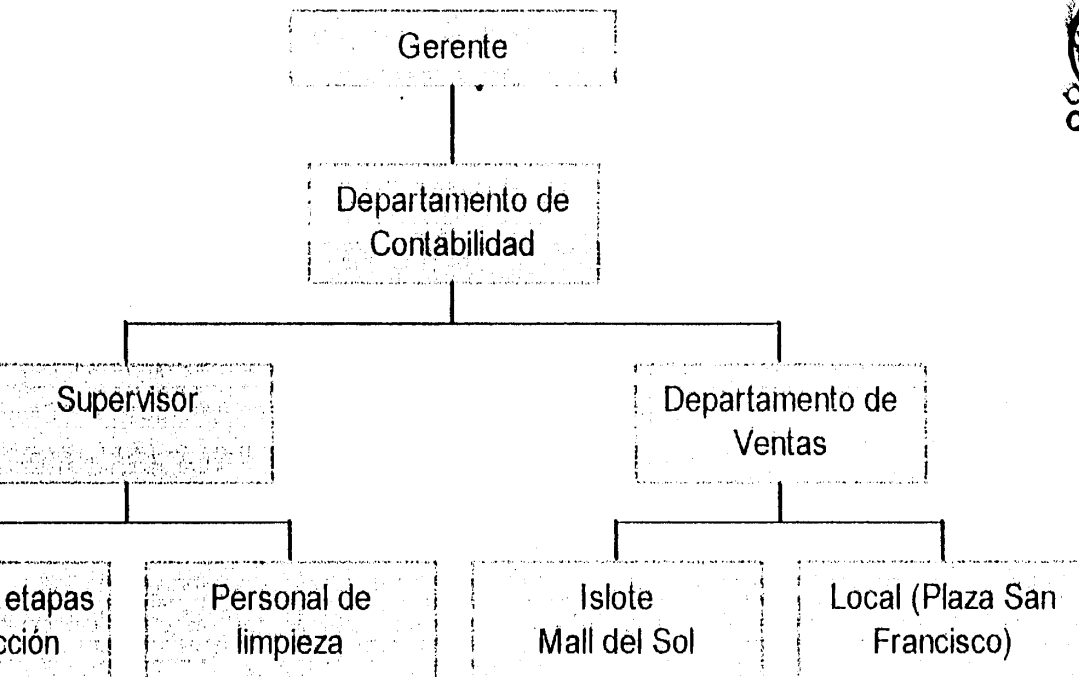 Gerente
Departamento de
Contabilidad
Supervisor
Departamento de
Ventas
etapas
cción
Personal de
limpieza
Islote
Mall del Sol
Local (Plaza San
Francisco)